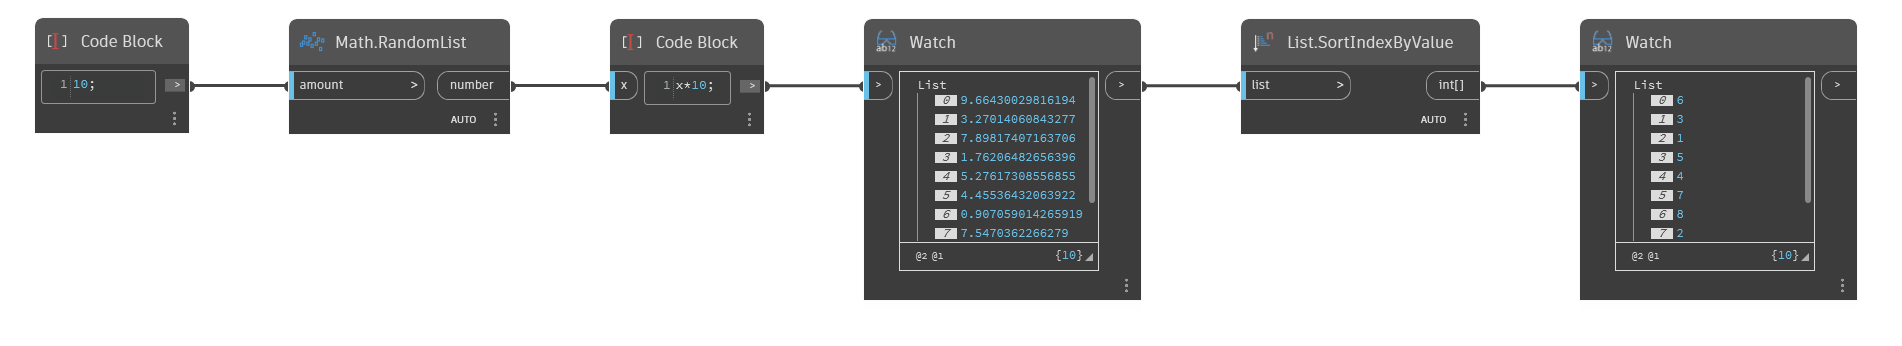 Code Block
1 10;
>
Math.RandomList
amount >
number
AUTO
Code Block
x
1 x*10;
>
ab12
Watch
>
List
0 9.66430029816194
1 3.27014060843277
2 7.89817407163706
3 1.76206482656396
4 5.27617308556855
5 4.45536432063922
6 0.907059014265919
7 7.5470362266279
@2 @1
{10}
>
n
List.SortIndexByValue
list >
int[]
AUTO
ab12
Watch
>
List
0 6
1 3
2 1
3 5
4 4
5 7
6 8
7 2
@2 @1
{10}
>